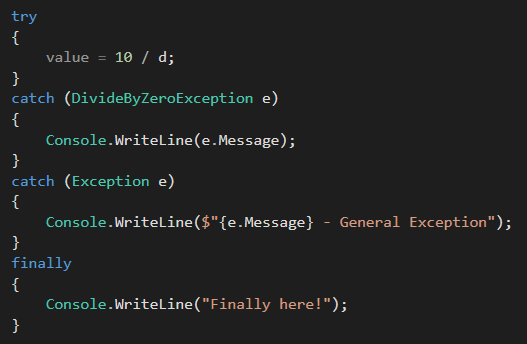 try
{
    value = 10 / d;
}
catch (DivideByZeroException e)
{
    Console.WriteLine(e.Message);
}
catch (Exception e)
{
    Console.WriteLine($"{e.Message} - General Exception");
}
finally
{
    Console.WriteLine("Finally here!");
}